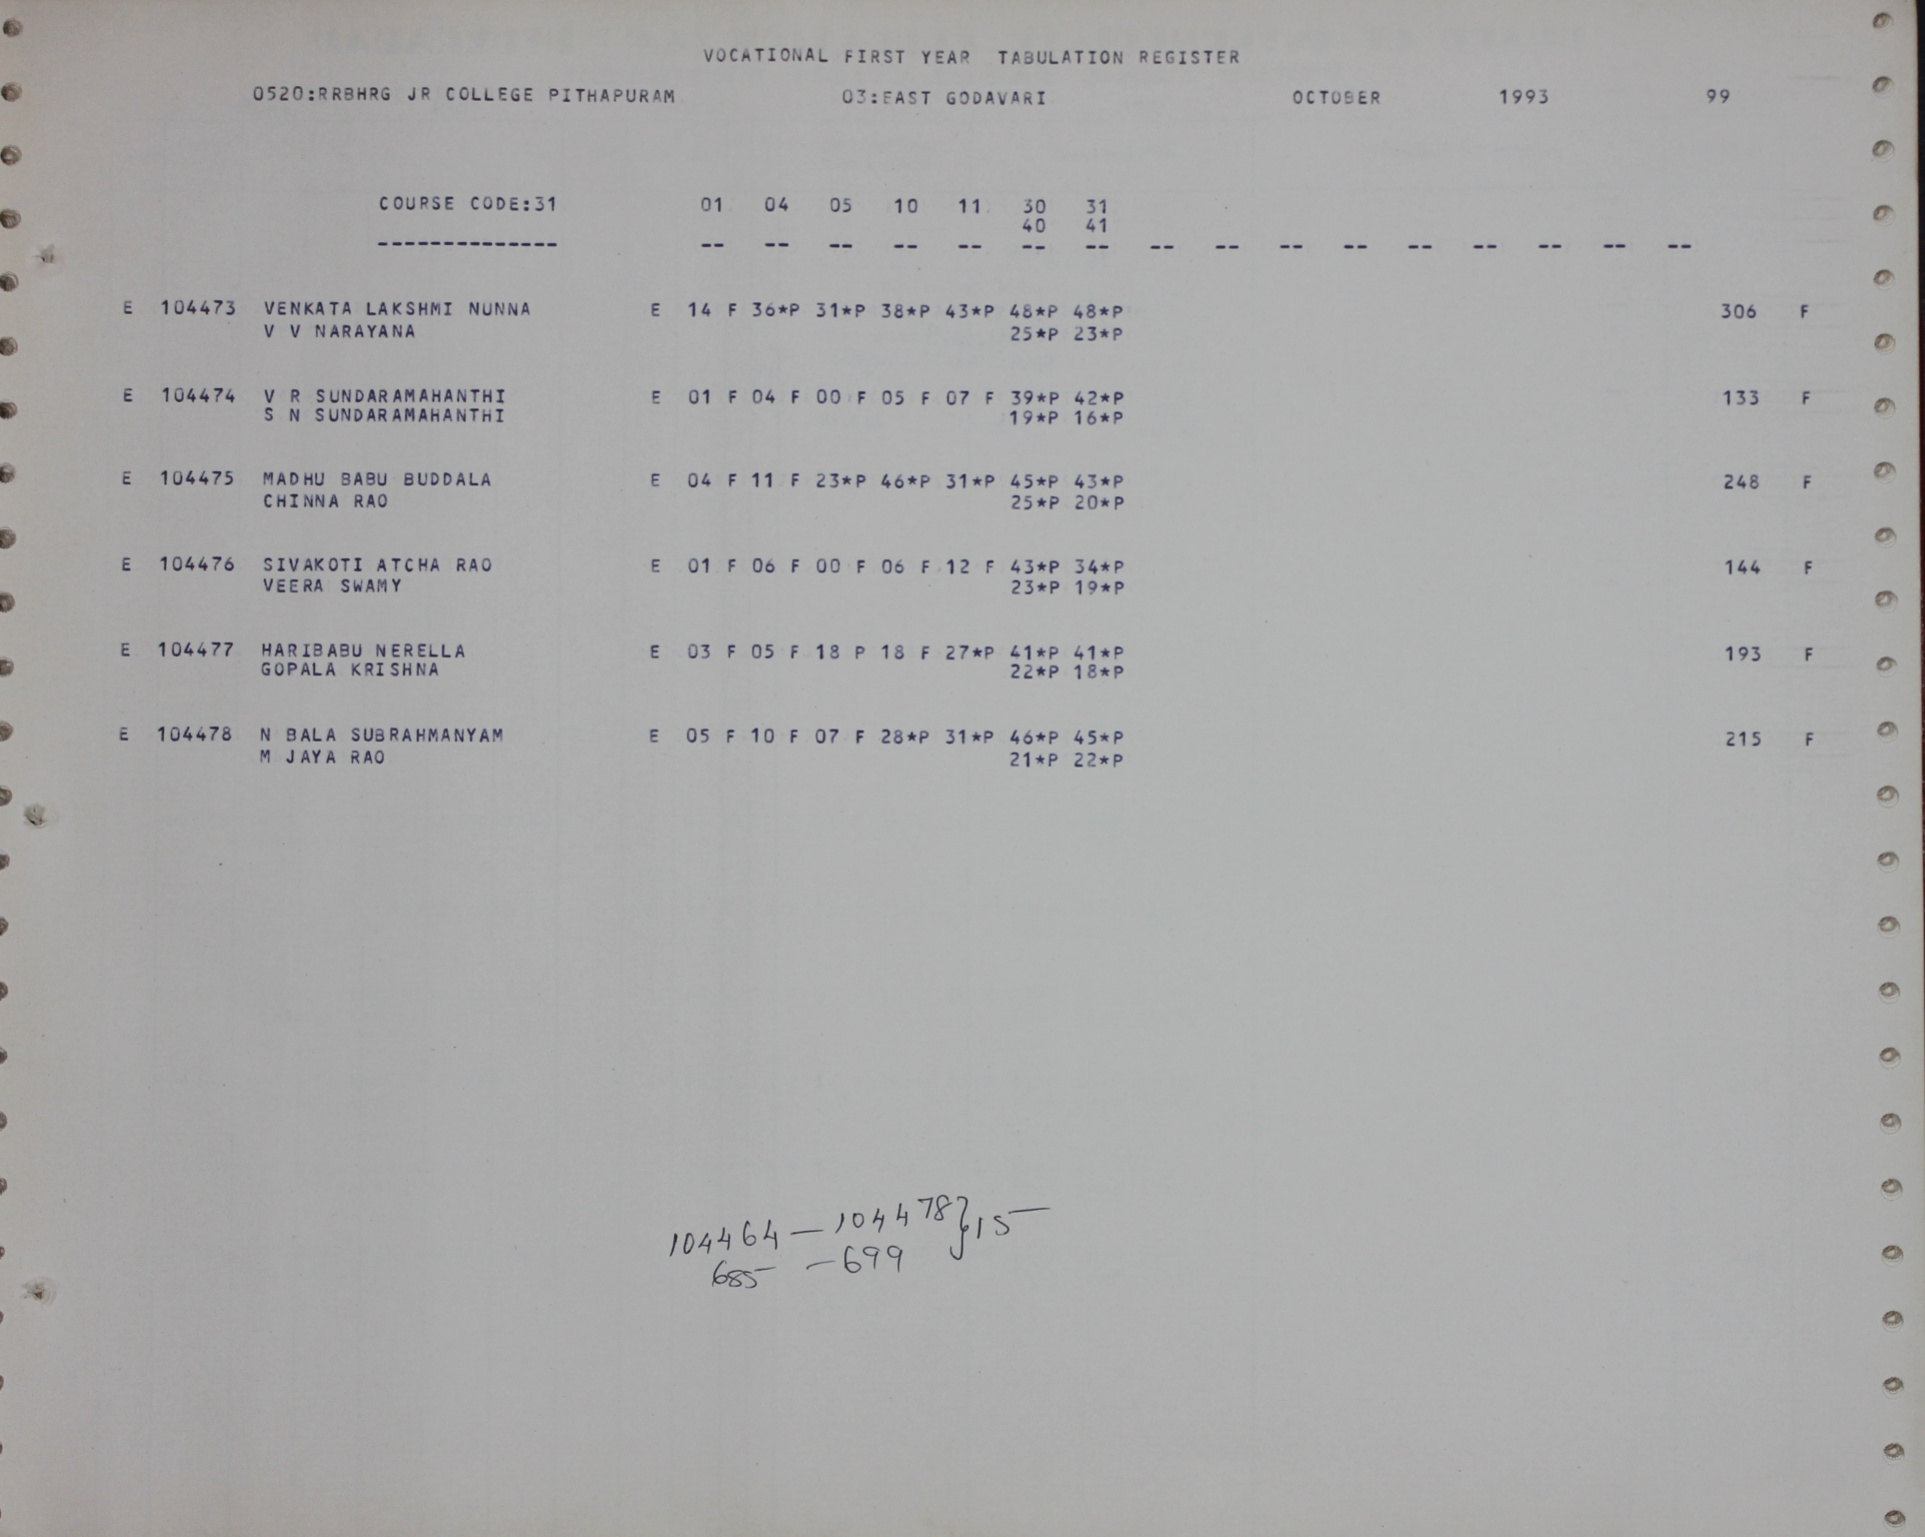 VOCATIONAL FIRST YEAR TABULATION REGISTER
0520:RRBHRG JR COLLEGE PITHAPURAM 03:EAST GODAVARI OCTOBER 1993 99
COURSE CODE:31 01 04 05 10 11 30 31
40 41
-------------- -- -- -- -- -- -- -- -- -- -- -- -- -- -- -- --
E 104473 VENKATA LAKSHMI NUNNA E 14 F 36*P 31*P 38*P 43*P 48*P 48*P 306 F
V V NARAYANA 25*P 23*P
E 104474 V R SUNDARAMAHANTHI E 01 F 04 F 00 F 05 F 07 F 39*P 42*P 133 F
S N SUNDARAMAHANTHI 19*P 16*P
E 104475 MADHU BABU BUDDALA E 04 F 11 F 23*P 46*P 31*P 45*P 43*P 248 F
CHINNA RAO 25*P 20*P
E 104476 SIVAKOTI ATCHA RAO E 01 F 06 F 00 F 06 F 12 F 43*P 34*P 144 F
VEERA SWAMY 23*P 19*P
E 104477 HARIBABU NERELLA E 03 F 05 F 18 P 18 F 27*P 41*P 41*P 193 F
GOPALA KRISHNA 22*P 18*P
E 104478 N BALA SUBRAHMANYAM E 05 F 10 F 07 F 28*P 31*P 46*P 45*P 215 F
M JAYA RAO 21*P 22*P
104464 — 104478 } 15
685 — 699